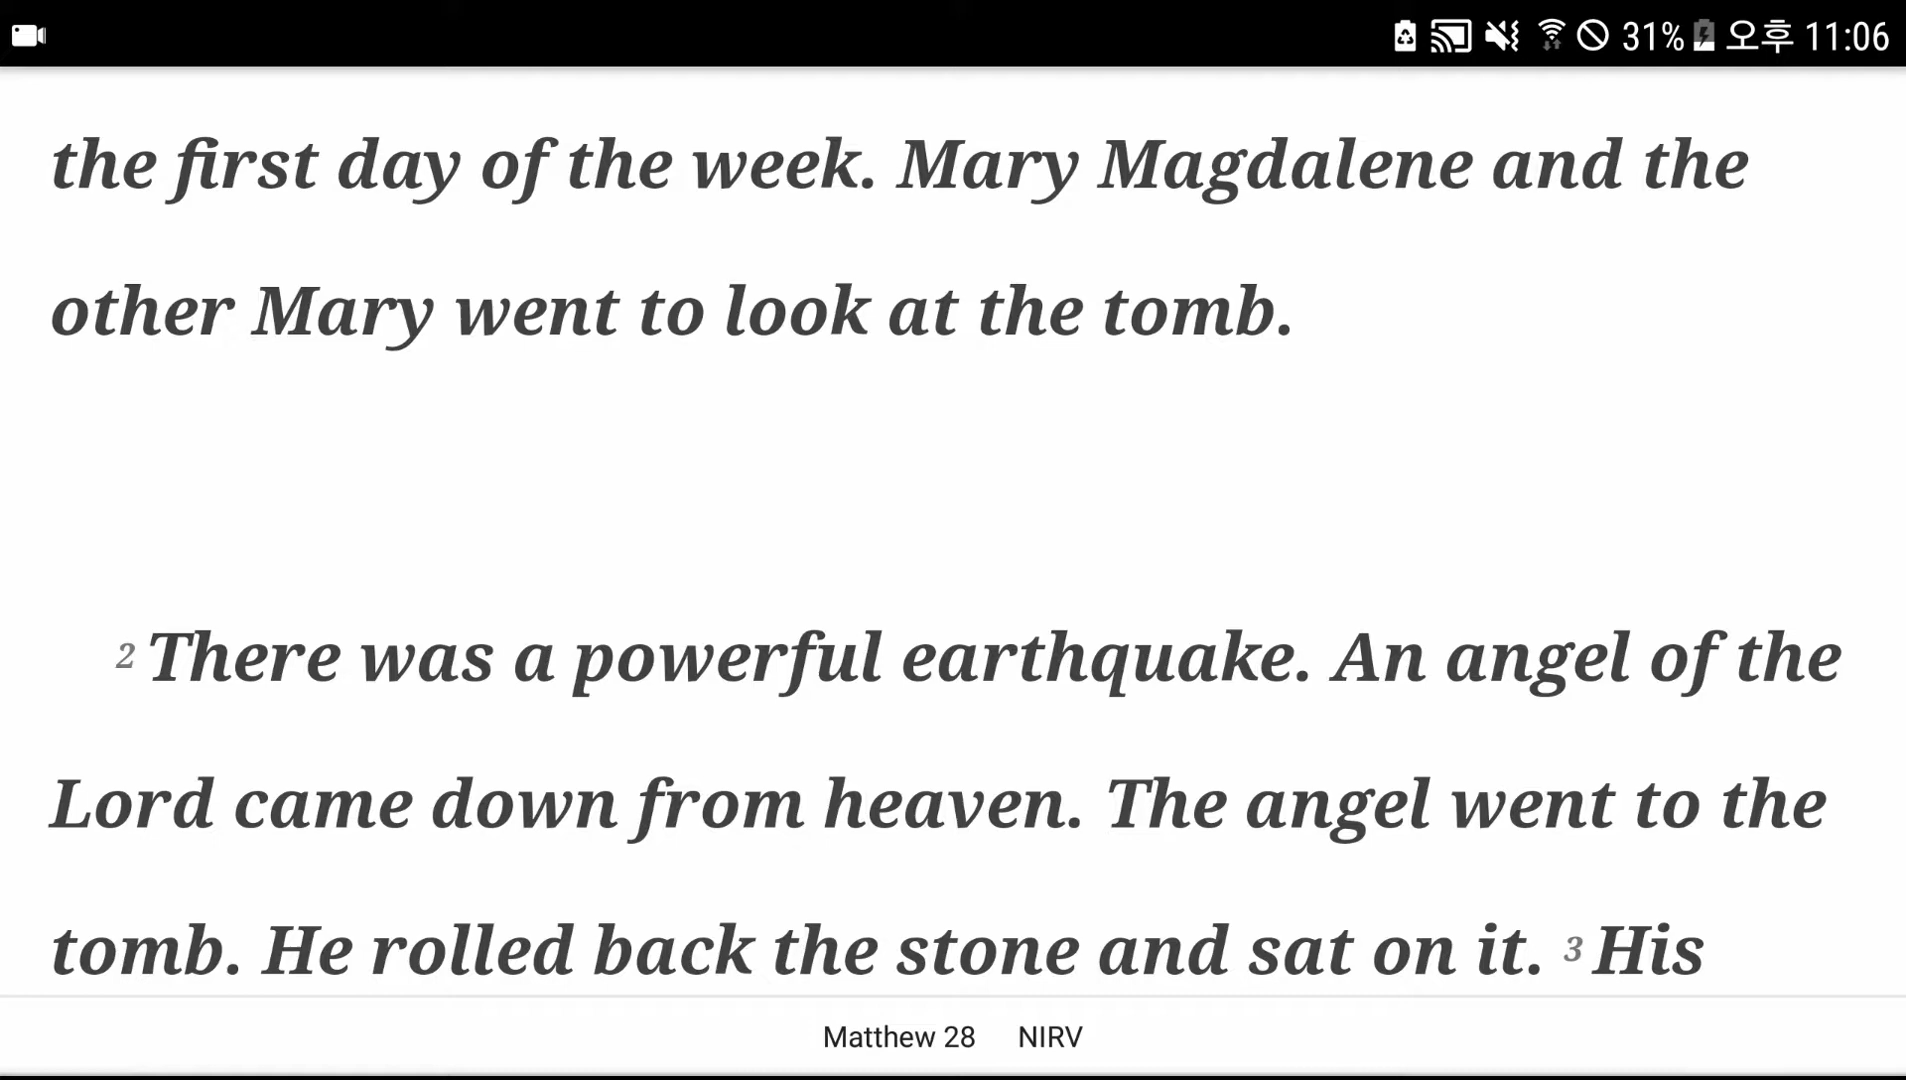 31% 오후 11:06
the first day of the week. Mary Magdalene and the
other Mary went to look at the tomb.
2 There was a powerful earthquake. An angel of the
Lord came down from heaven. The angel went to the
tomb. He rolled back the stone and sat on it. 3 His
Matthew 28 NIRV